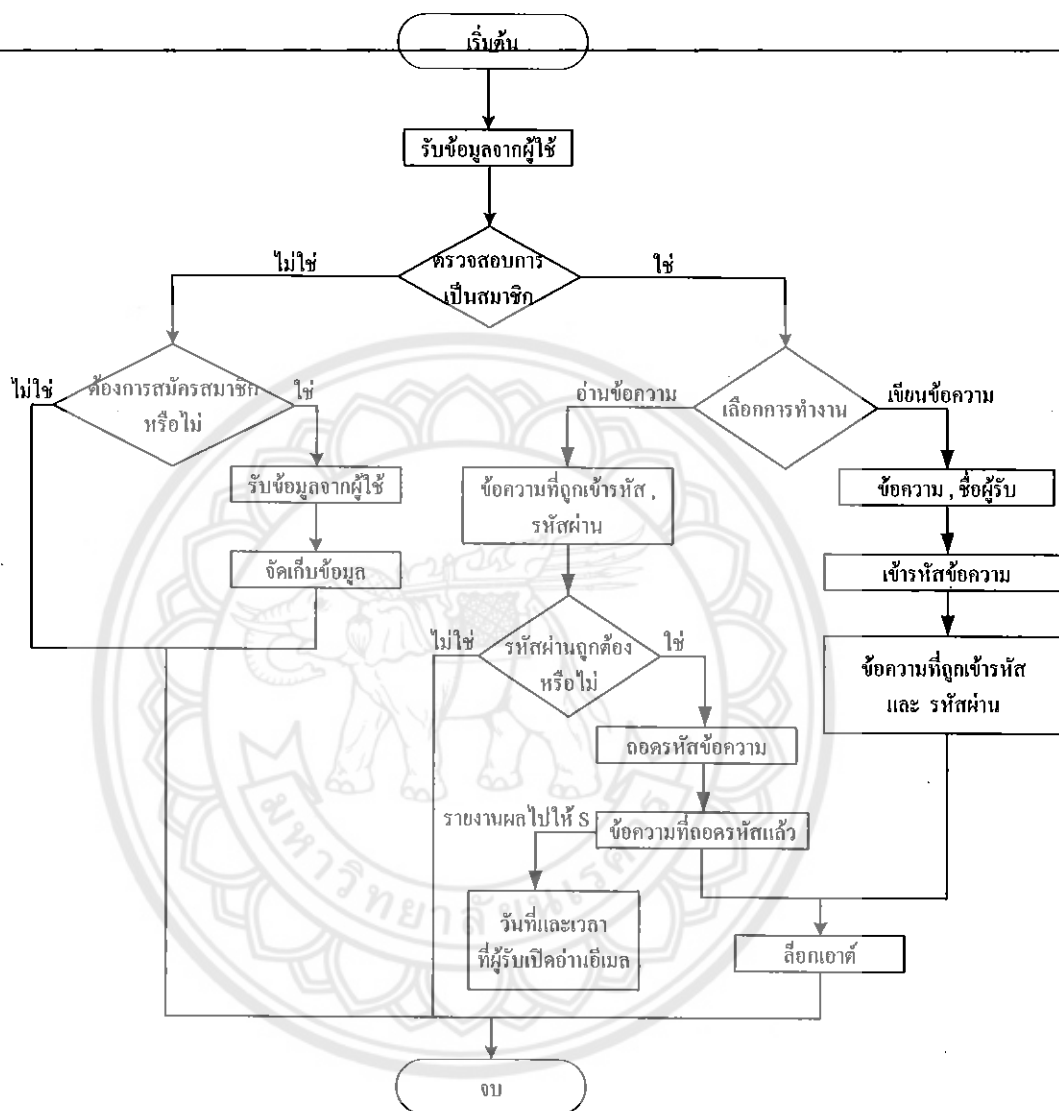 เริ่มต้น
รับข้อมูลจากผู้ใช้
ไม่ใช่
ตรวจสอบการ
เป็นสมาชิก
ใช่
ไม่ใช่
ต้องการสมัครสมาชิก
หรือไม่
ใช่
อ่านข้อความ
เลือกการทำงาน
เขียนข้อความ
รับข้อมูลจากผู้ใช้
จัดเก็บข้อมูล
ข้อความที่ถูกเข้ารหัส ,
รหัสผ่าน
ข้อความ , ชื่อผู้รับ
เข้ารหัสข้อความ
ข้อความที่ถูกเข้ารหัส
และ รหัสผ่าน
ไม่ใช่
รหัสผ่านถูกต้อง
หรือไม่
ใช่
ถอดรหัสข้อความ
รายงานผลไปให้ S
ข้อความที่ถอดรหัสแล้ว
วันที่และเวลา
ที่ผู้รับเปิดอ่านอีเมล
ล็อกเอาต์
จบ
มหาวิทยาลัยนเรศวร